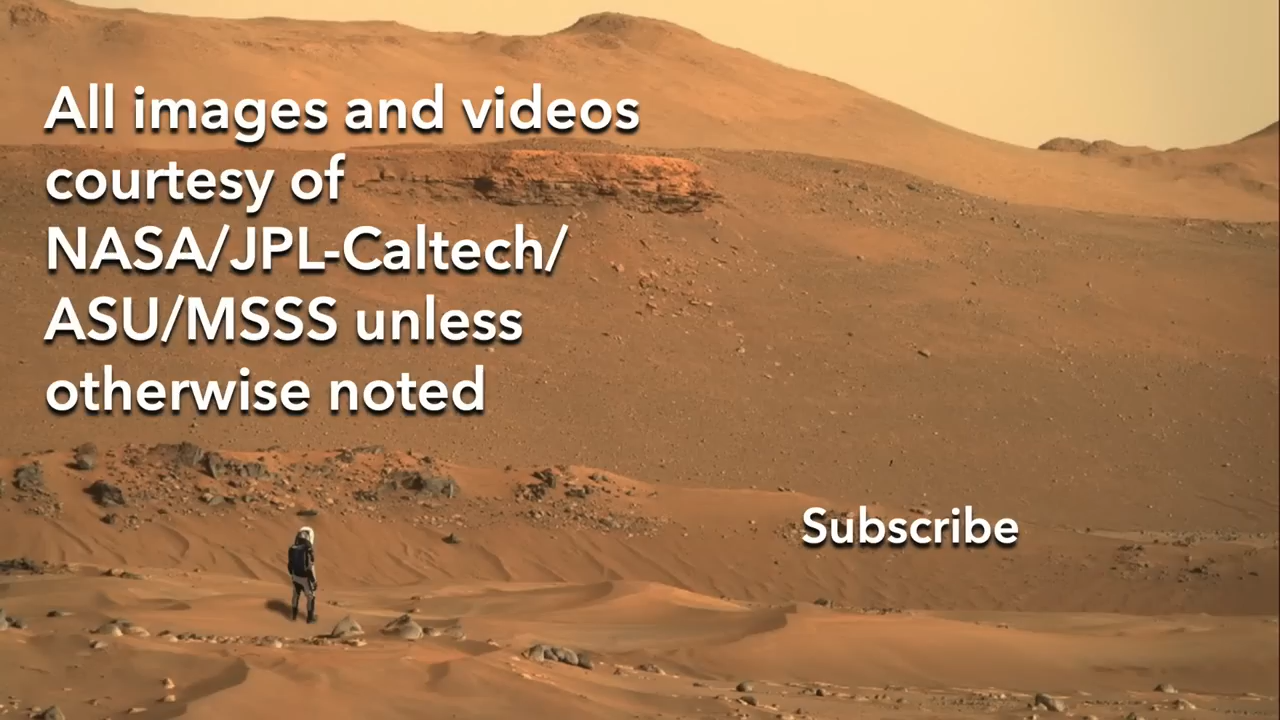 All images and videos
courtesy of
NASA/JPL-Caltech/
ASU/MSSS unless
otherwise noted
Subscribe